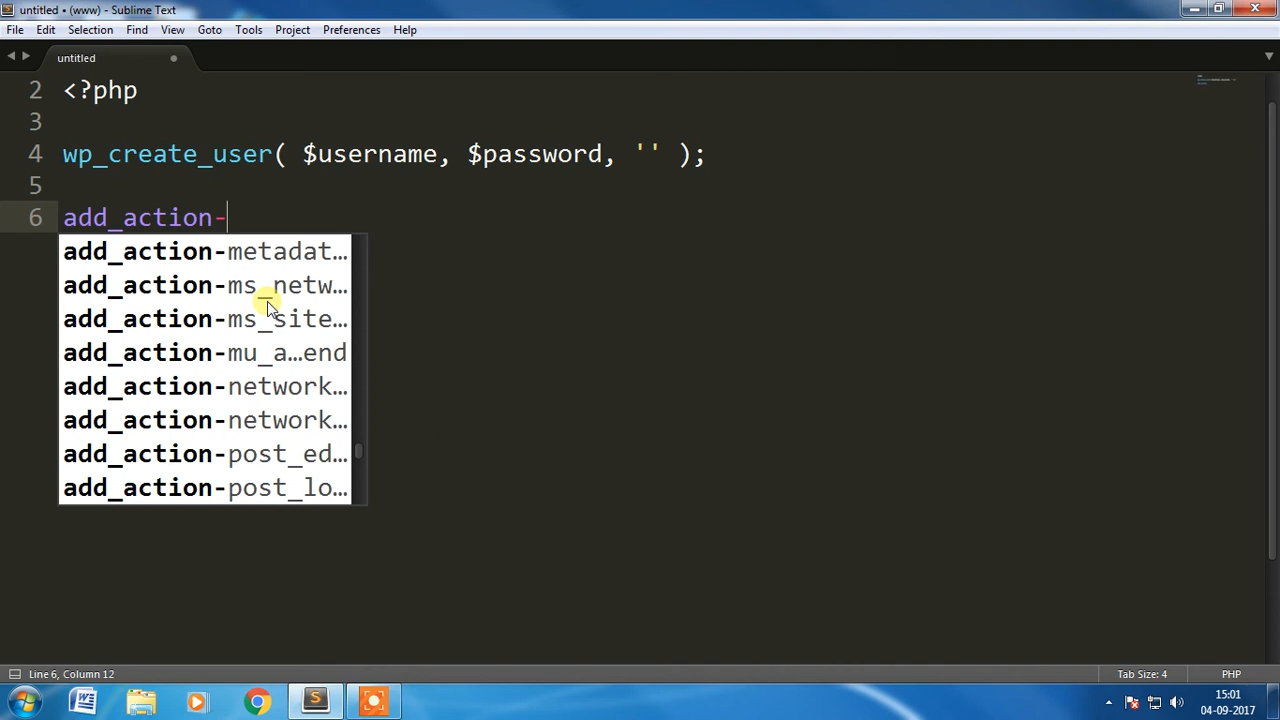 untitled • (www) - Sublime Text
File Edit Selection Find View Goto Tools Project Preferences Help
untitled
2 <?php
3
4 wp_create_user( $username, $password, '' );
5
6 add_action-
add_action-metadat…
add_action-ms_netw…
add_action-ms_site…
add_action-mu_a…end
add_action-network…
add_action-network…
add_action-post_ed…
add_action-post_lo…
Line 6, Column 12 Tab Size: 4 PHP
15:01
04-09-2017